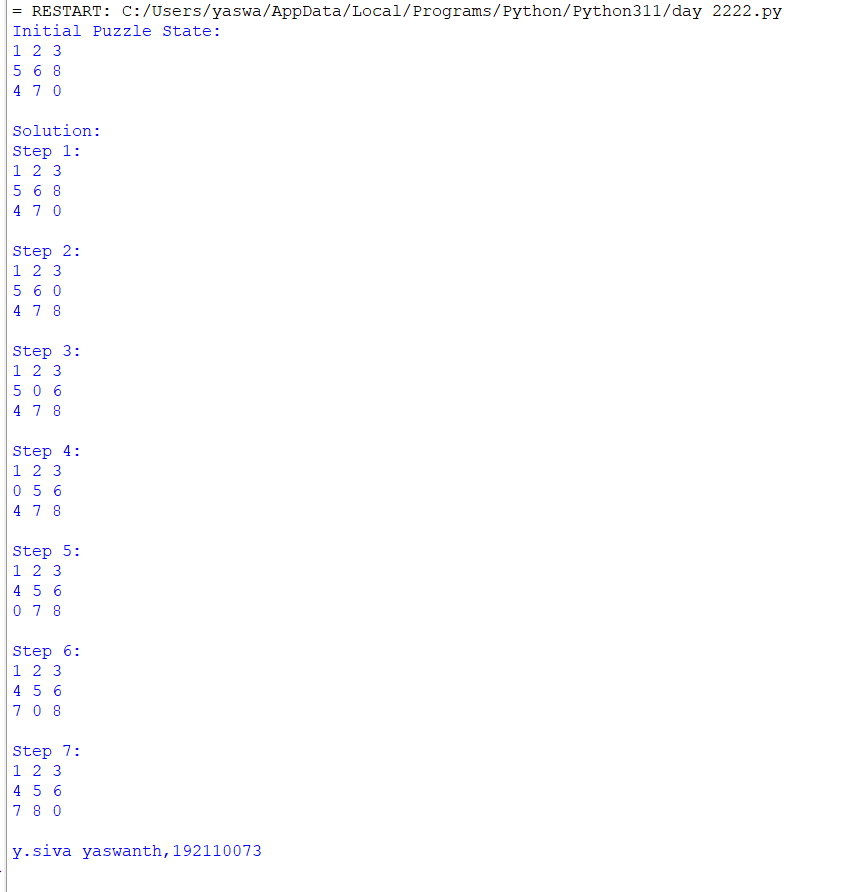 = RESTART: C:/Users/yaswa/AppData/Local/Programs/Python/Python311/day 2222.py
Initial Puzzle State:
1 2 3
5 6 8
4 7 0

Solution:
Step 1:
1 2 3
5 6 8
4 7 0

Step 2:
1 2 3
5 6 0
4 7 8

Step 3:
1 2 3
5 0 6
4 7 8

Step 4:
1 2 3
0 5 6
4 7 8

Step 5:
1 2 3
4 5 6
0 7 8

Step 6:
1 2 3
4 5 6
7 0 8

Step 7:
1 2 3
4 5 6
7 8 0

y.siva yaswanth,192110073